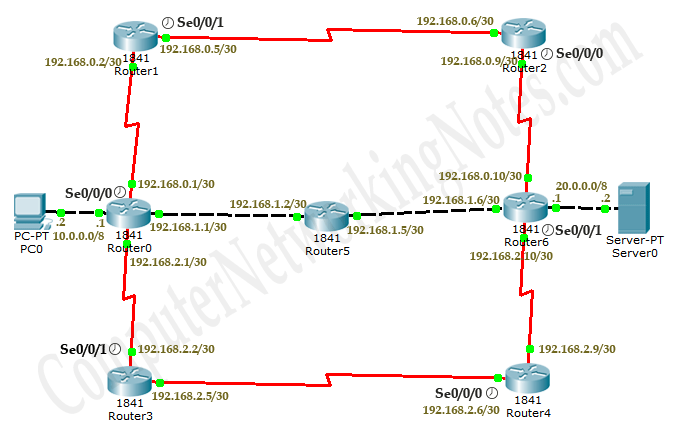 Se0/0/1
192.168.0.6/30
1841
Router1
192.168.0.5/30
192.168.0.2/30
1841
Router2
Se0/0/0
192.168.0.9/30
Se0/0/0
192.168.0.1/30
192.168.0.10/30
20.0.0.0/8
.1
.2
192.168.1.2/30
192.168.1.6/30
PC-PT
PC0
.2
.1
10.0.0.0/8
1841
Router0
192.168.1.1/30
1841
Router5
192.168.1.5/30
1841
Router6
Se0/0/1
Server-PT
Server0
192.168.2.1/30
192.168.2.10/30
Se0/0/1
192.168.2.2/30
192.168.2.9/30
1841
Router3
192.168.2.5/30
Se0/0/0
192.168.2.6/30
1841
Router4
ComputerNetworkingNotes.com